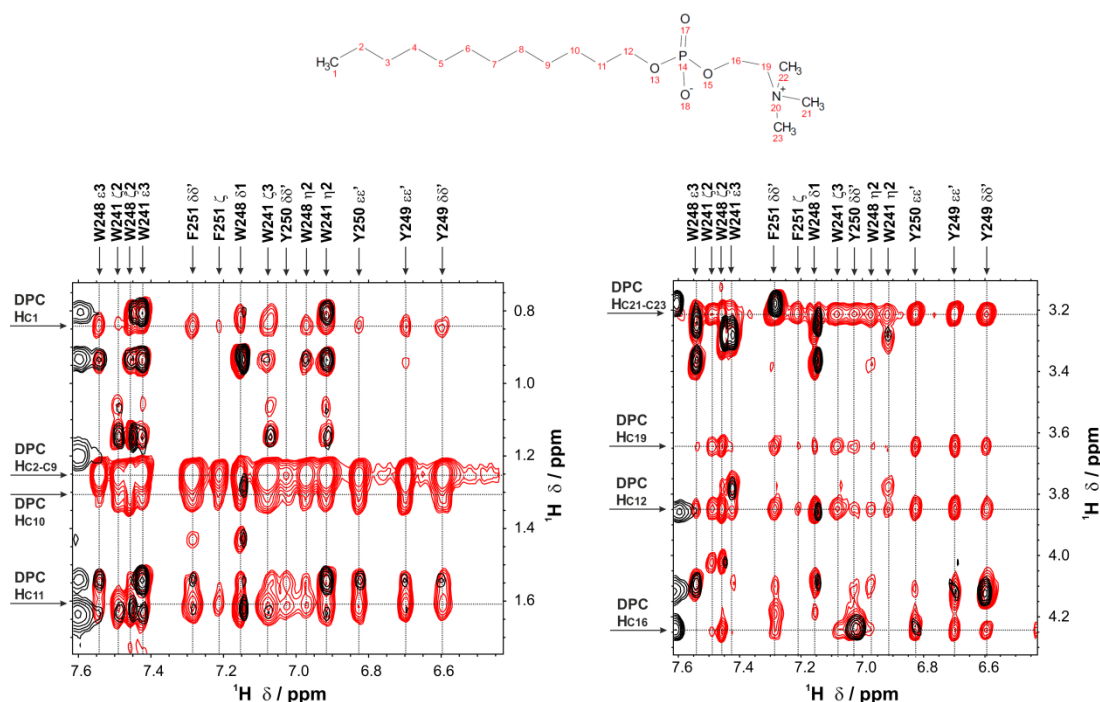 O
17
2 4 6 8 10 12 P 16 19 CH₃
14 22
H₃C
1 3 5 7 9 11 O O N⁺ CH₃
13 15 20 21
O⁻
18
CH₃
23
W248 ε3
W241 ζ2
W248 ζ2
W241 ε3
F251 δδ'
F251 ζ
W248 δ1
W241 ζ3
Y250 δδ'
W248 η2
W241 η2
Y250 εε'
Y249 εε'
Y249 δδ'
DPC
HC1
DPC
HC2-C9
DPC
HC10
DPC
HC11
0.8
1.0
1.2
1.4
1.6
¹H δ / ppm
7.6 7.4 7.2 7.0 6.8 6.6
¹H δ / ppm
W248 ε3
W241 ζ2
W248 ζ2
W241 ε3
F251 δδ'
F251 ζ
W248 δ1
W241 ζ3
Y250 δδ'
W248 η2
W241 η2
Y250 εε'
Y249 εε'
Y249 δδ'
DPC
HC21-C23
DPC
HC19
DPC
HC12
DPC
HC16
3.2
3.4
3.6
3.8
4.0
4.2
¹H δ / ppm
7.6 7.4 7.2 7.0 6.8 6.6
¹H δ / ppm